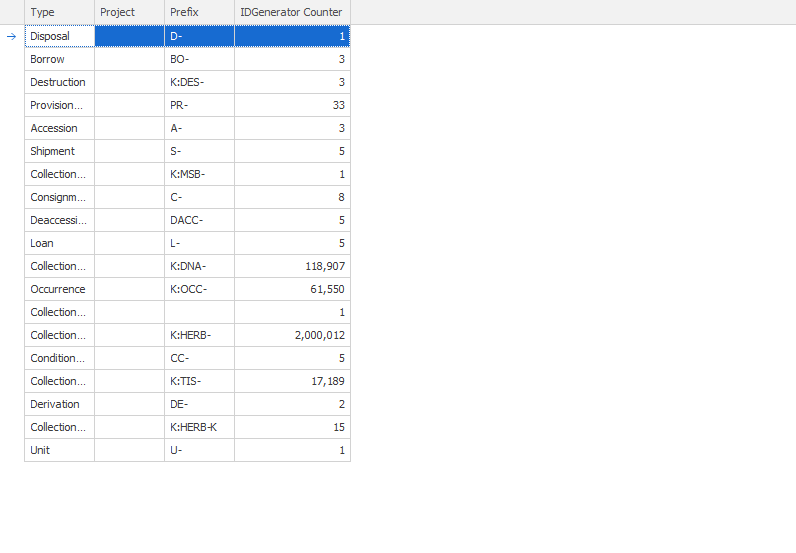 Type Project Prefix IDGenerator Counter
Disposal D- 1
Borrow BO- 3
Destruction K:DES- 3
Provision... PR- 33
Accession A- 3
Shipment S- 5
Collection... K:MSB- 1
Consignm... C- 8
Deaccessi... DACC- 5
Loan L- 5
Collection... K:DNA- 118,907
Occurrence K:OCC- 61,550
Collection... 1
Collection... K:HERB- 2,000,012
Condition... CC- 5
Collection... K:TIS- 17,189
Derivation DE- 2
Collection... K:HERB-K 15
Unit U- 1